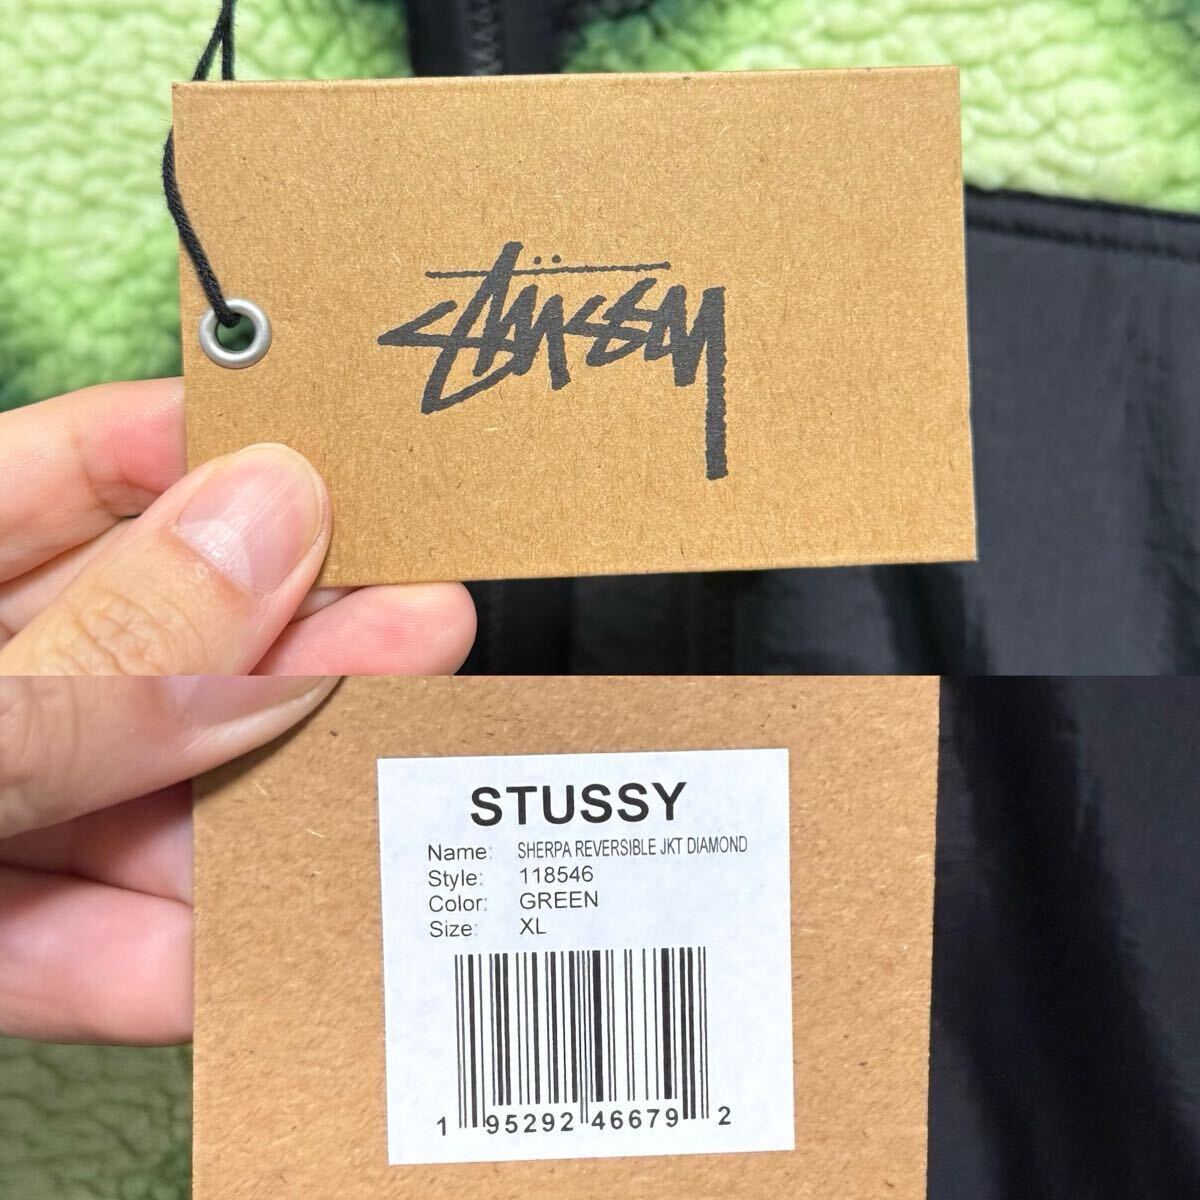 Stüssy
STUSSY
Name: SHERPA REVERSIBLE JKT DIAMOND
Style: 118546
Color: GREEN
Size: XL
1 95292 46679 2